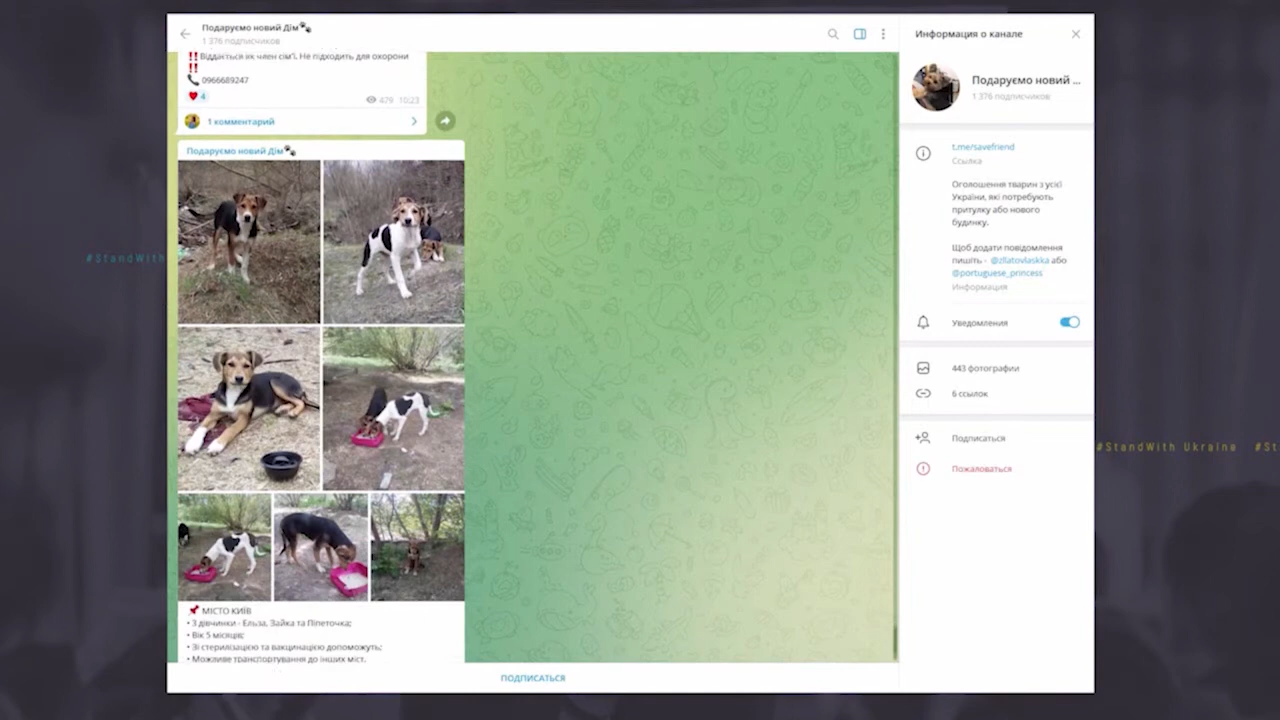 Подаруємо новий Дім🐾
1 376 подписчиков
‼️Віддається як член сім'ї. Не підходить для охорони
‼️
📞 0966689247
❤️ 4
479 10:23
1 комментарий
Подаруємо новий Дім🐾
📌 МІСТО КИЇВ
• 3 дівчинки - Ельза, Зайка та Піпеточка;
• Вік 5 місяців;
• Зі стерилізацією та вакцинацією допоможуть;
• Можливе транспортування до інших міст.
ПОДПИСАТЬСЯ
Информация о канале
Подаруємо новий ...
1 376 подписчиков
t.me/savefriend
Ссылка
Оголошення тварин з усієї
України, які потребують
притулку або нового
будинку.
Щоб додати повідомлення
пишіть - @zllatovlaskka або
@portuguese_princess
Информация
Уведомления
443 фотографии
6 ссылок
Подписаться
Пожаловаться
#StandWith
#StandWith Ukraine #St